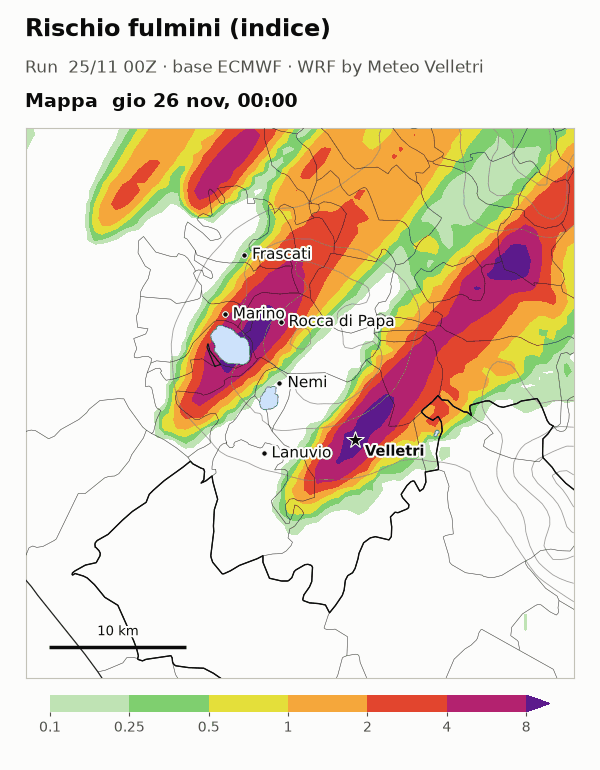 Rischio fulmini (indice)
Run  25/11 00Z · base ECMWF · WRF by Meteo Velletri
Mappa  gio 26 nov, 00:00
Frascati
Marino
Rocca di Papa
Nemi
Velletri
Lanuvio
10 km
0.1 0.25 0.5 1 2 4 8